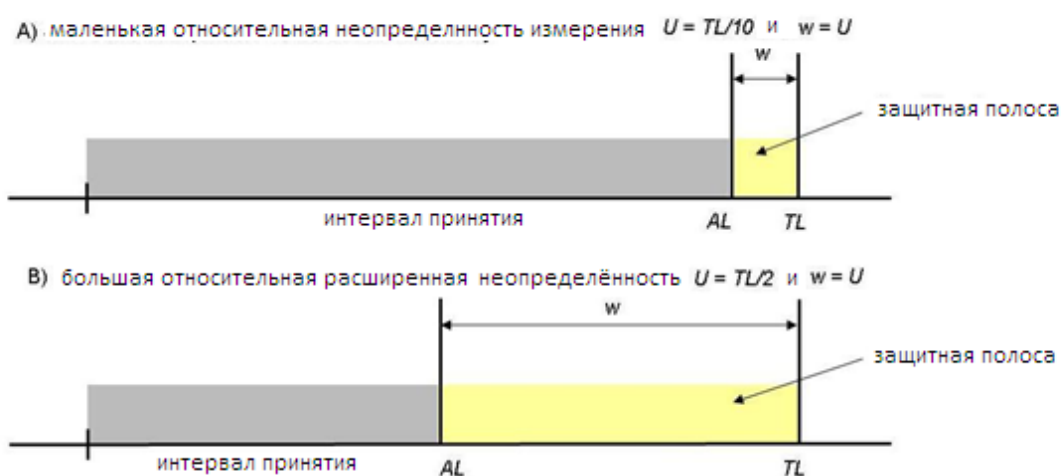 A) маленькая относительная неопределнность измерения U = TL/10 и w = U
w
защитная полоса
интервал принятия AL TL
B) большая относительная расширенная неопределённость U = TL/2 и w = U
w
защитная полоса
интервал принятия AL TL